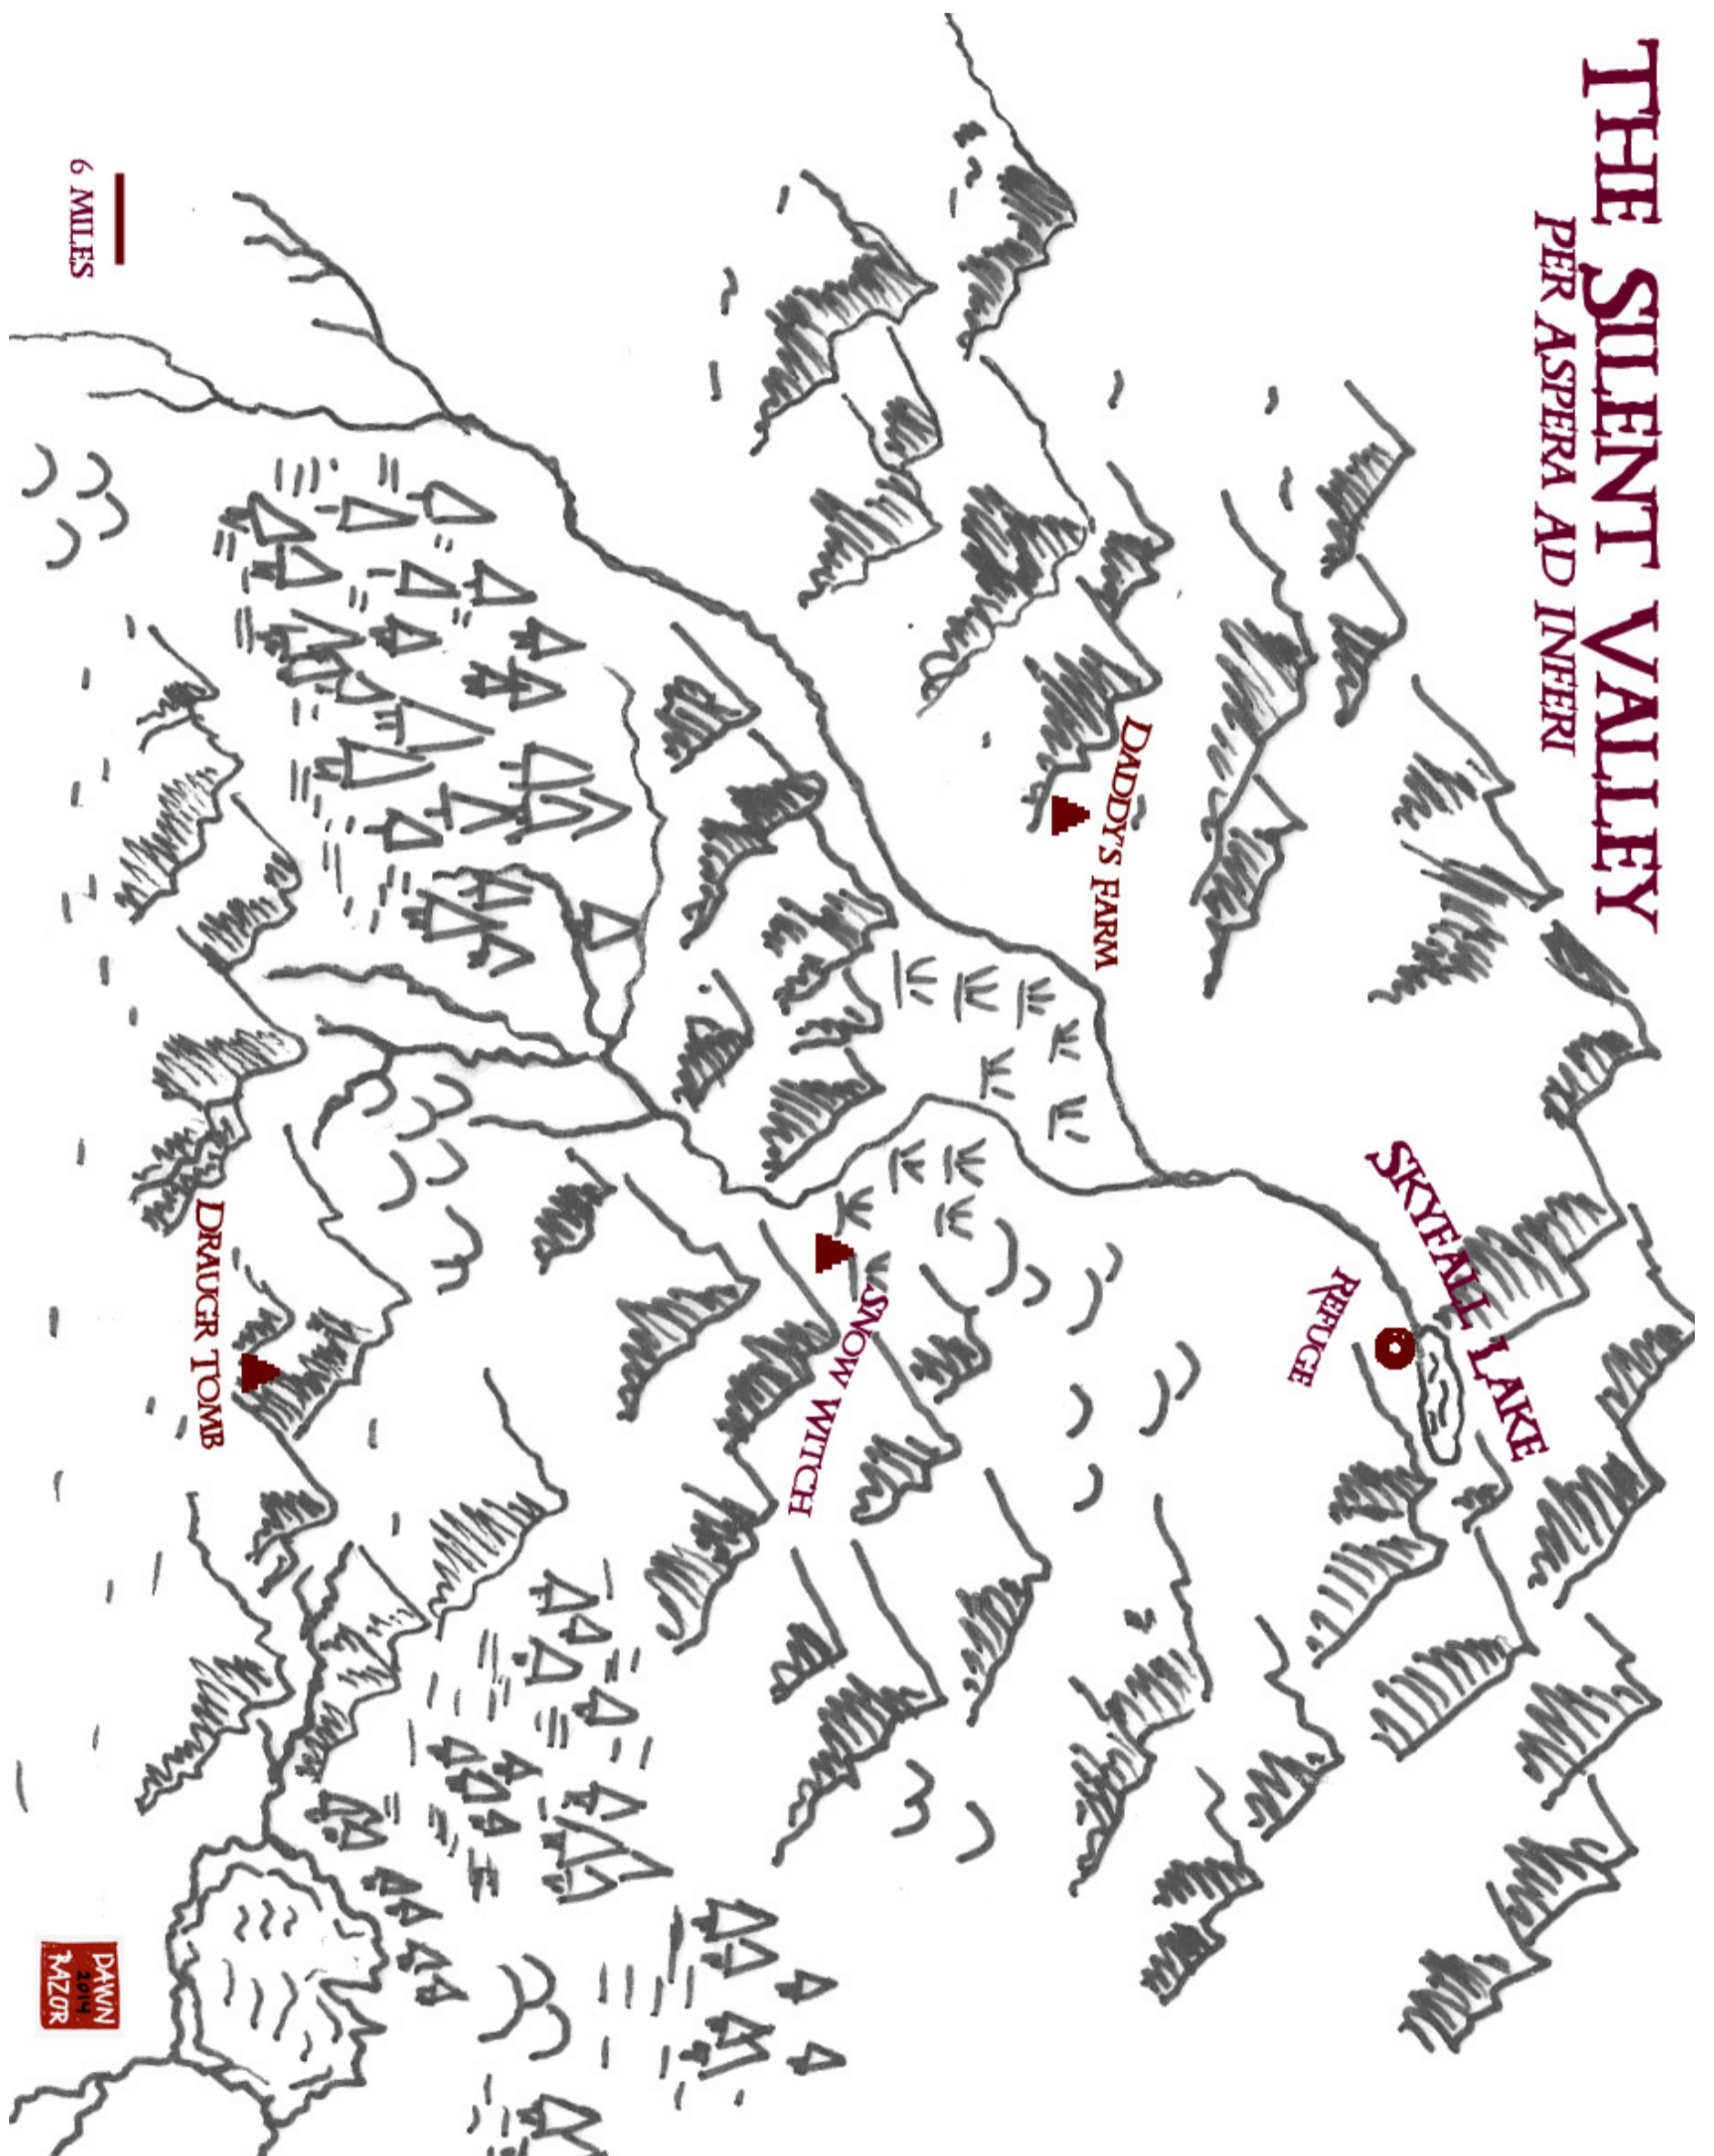 THE SILENT VALLEY
PER ASPERA AD INFERI
SKYFALL LAKE
REFUGE
DADDY'S FARM
SNOW WITCH
DRAUGR TOMB
6 MILES
DAWN
2014
RAZOR